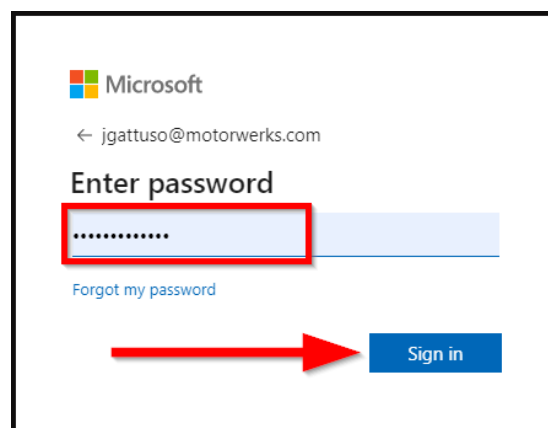 Microsoft
← jgattuso@motorwerks.com
Enter password
•••••••••••••
Forgot my password
Sign in